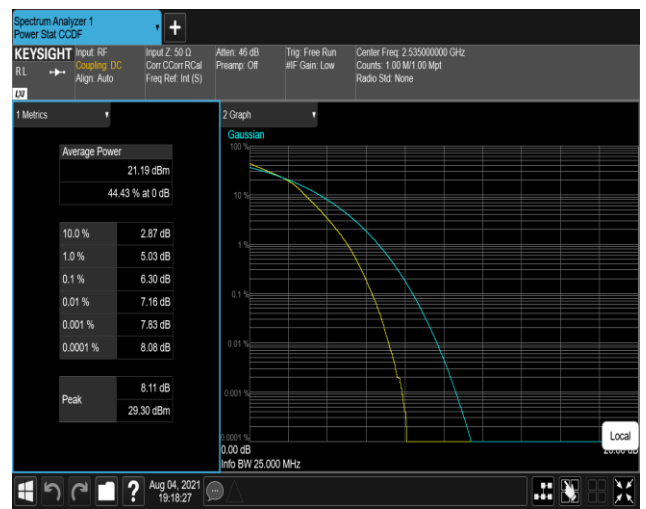 Spectrum Analyzer 1
Power Stat CCDF
+
KEYSIGHT Input: RF Input Z: 50 Ω Atten: 46 dB Trig: Free Run Center Freq: 2.535000000 GHz
RL Coupling: DC Corr CCorr RCal Preamp: Off #IF Gain: Low Counts: 1.00 M/1.00 Mpt
Align: Auto Freq Ref: Int (S) Radio Std: None
LXI
1 Metrics 2 Graph
Gaussian
Average Power
21.19 dBm
44.43 % at 0 dB
10.0 % 2.87 dB
1.0 % 5.03 dB
0.1 % 6.30 dB
0.01 % 7.16 dB
0.001 % 7.83 dB
0.0001 % 8.08 dB
Peak 8.11 dB
29.30 dBm
100 %
10 %
1 %
0.1 %
0.01 %
0.001 %
0.0001 %
0.00 dB 20.00 dB
Info BW 25.000 MHz
Local
? Aug 04, 2021
19:18:27